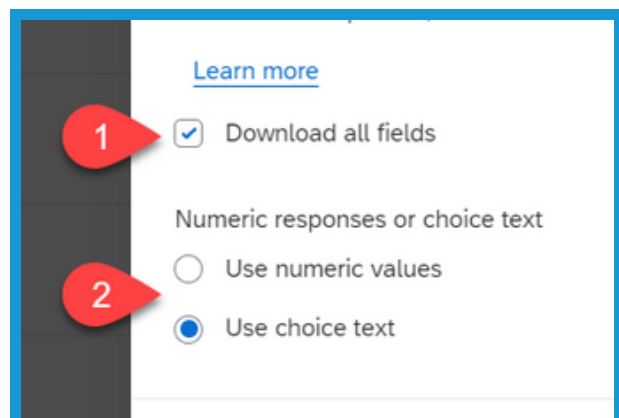 Learn more
1
Download all fields
Numeric responses or choice text
Use numeric values
2
Use choice text